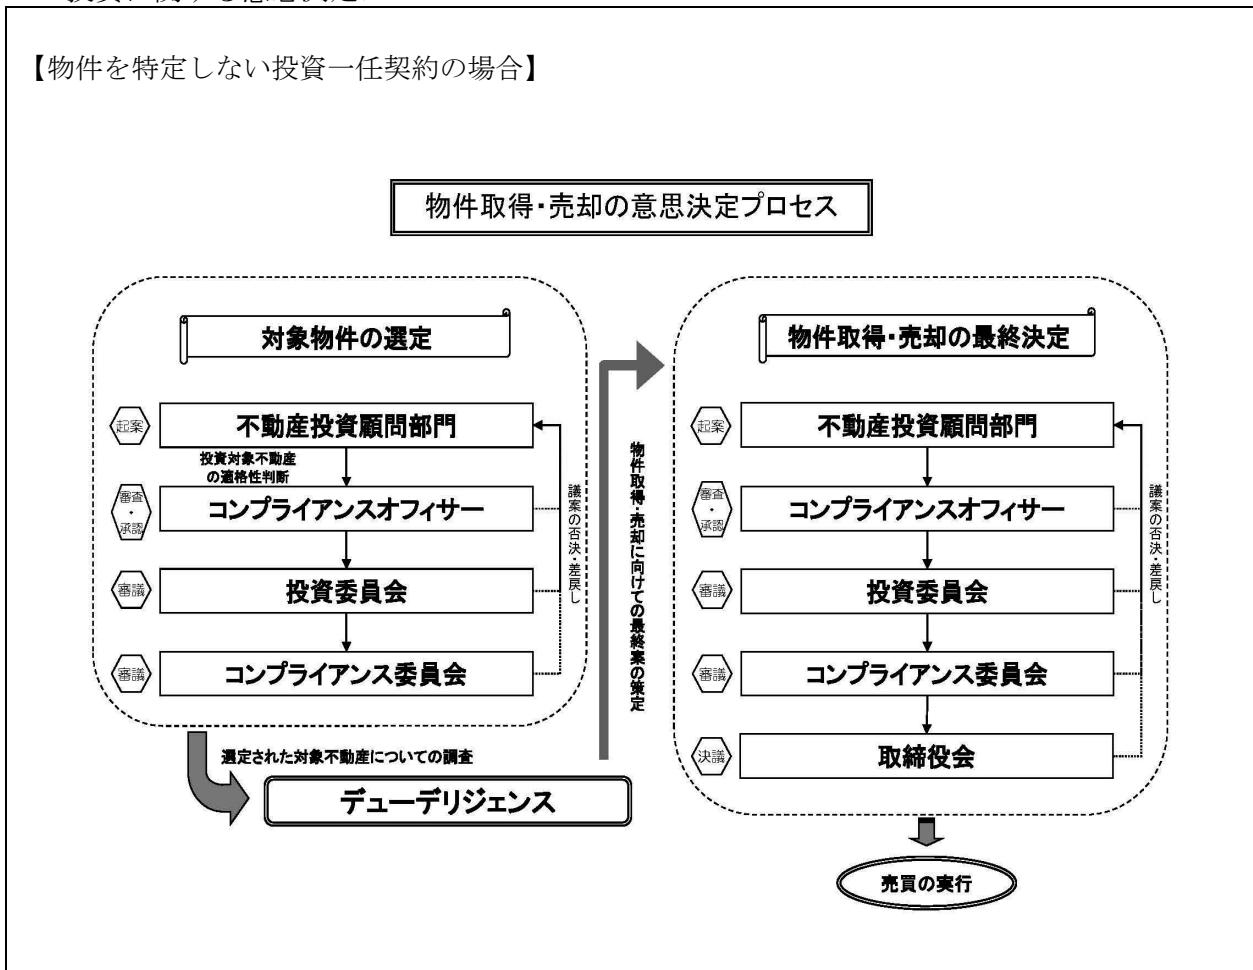 【物件を特定しない投資一任契約の場合】
物件取得・売却の意思決定プロセス
対象物件の選定
起案
不動産投資顧問部門
投資対象不動産
の適格性判断
審査
・
承認
コンプライアンスオフィサー
審議
投資委員会
審議
コンプライアンス委員会
議案の否決・差戻し
選定された対象不動産についての調査
デューデリジェンス
物件取得・売却に向けての最終案の策定
物件取得・売却の最終決定
起案
不動産投資顧問部門
審査
・
承認
コンプライアンスオフィサー
審議
投資委員会
審議
コンプライアンス委員会
決議
取締役会
議案の否決・差戻し
売買の実行